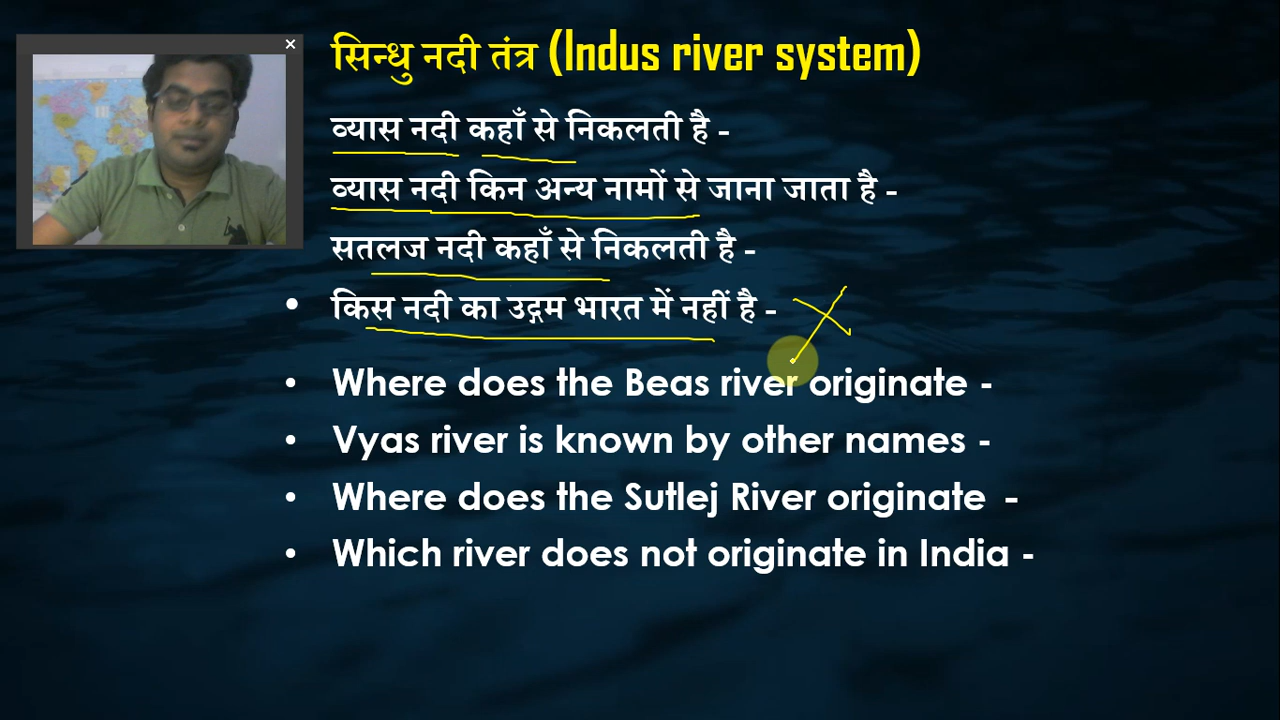 सिन्धु नदी तंत्र (Indus river system)
व्यास नदी कहाँ से निकलती है -
व्यास नदी किन अन्य नामों से जाना जाता है -
सतलज नदी कहाँ से निकलती है -
• किस नदी का उद्गम भारत में नहीं है -
• Where does the Beas river originate -
• Vyas river is known by other names -
• Where does the Sutlej River originate -
• Which river does not originate in India -